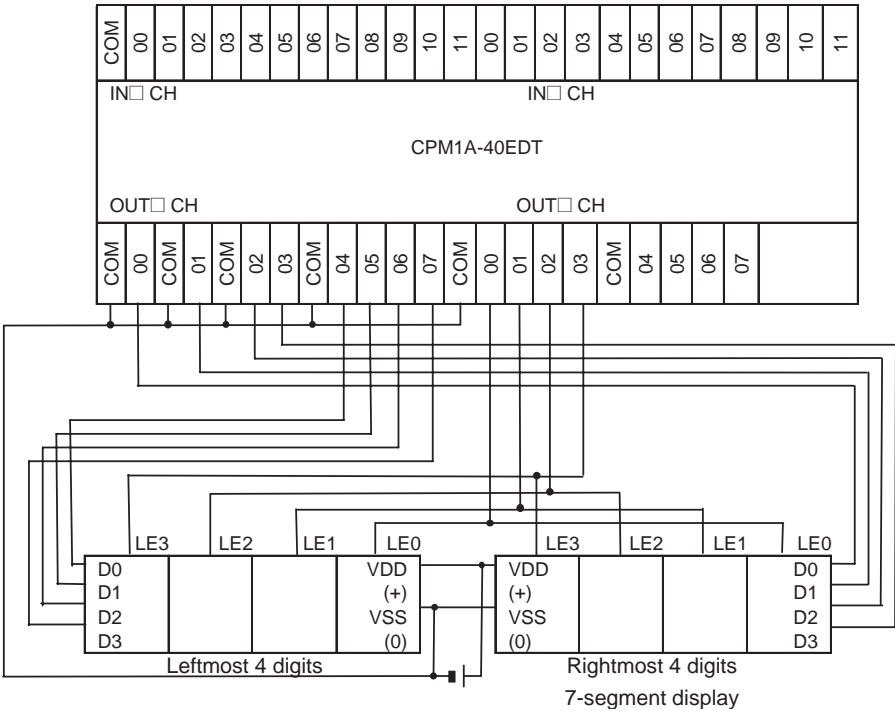 COM 00 01 02 03 04 05 06 07 08 09 10 11 00 01 02 03 04 05 06 07 08 09 10 11
IN□ CH IN□ CH
CPM1A-40EDT
OUT□ CH OUT□ CH
COM 00 COM 01 COM 02 03 COM 04 05 06 07 COM 00 01 02 03 COM 04 05 06 07
LE3 LE2 LE1 LE0 LE3 LE2 LE1 LE0
D0 VDD VDD D0
D1 (+) (+) D1
D2 VSS VSS D2
D3 (0) (0) D3
Leftmost 4 digits Rightmost 4 digits
7-segment display